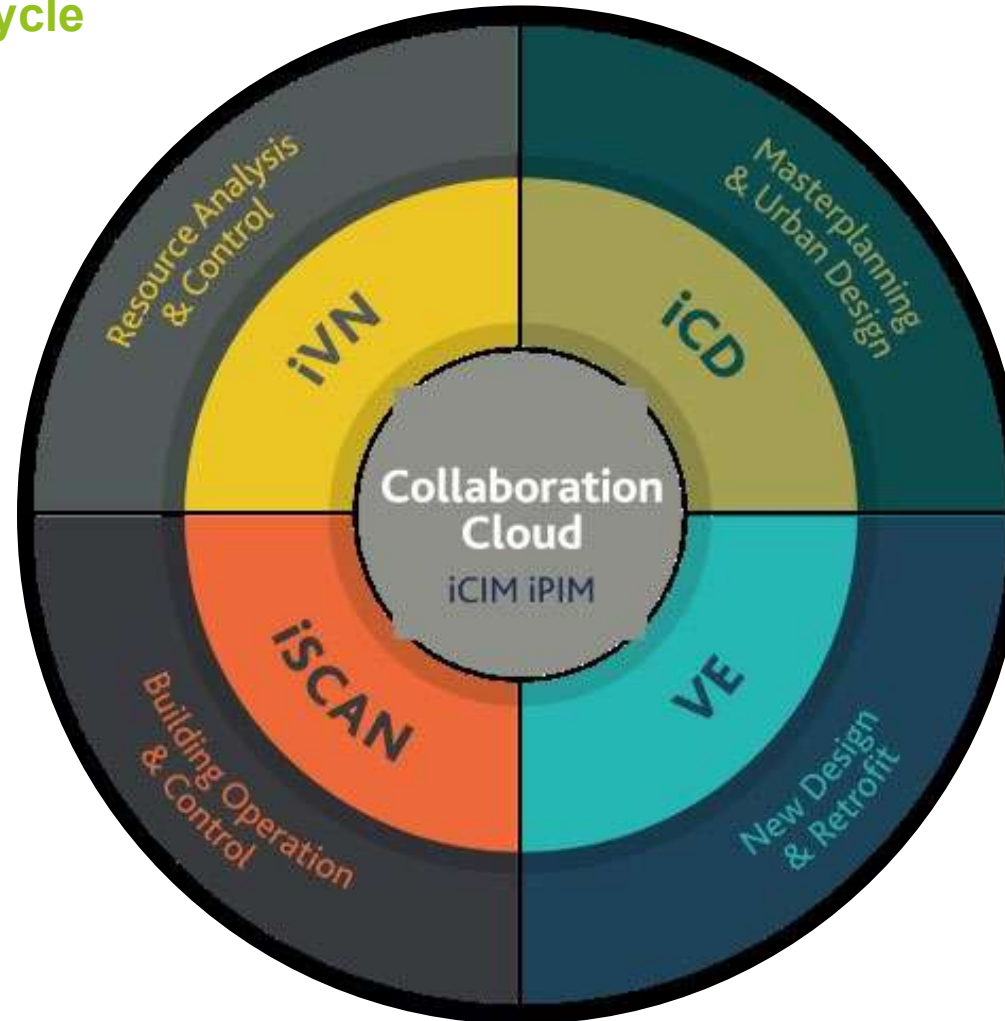 ycle
Resource Analysis
& Control
Masterplanning
& Urban Design
iVN
iCD
Collaboration
Cloud
iCIM iPIM
iSCAN
VE
Building Operation
& Control
New Design
& Retrofit